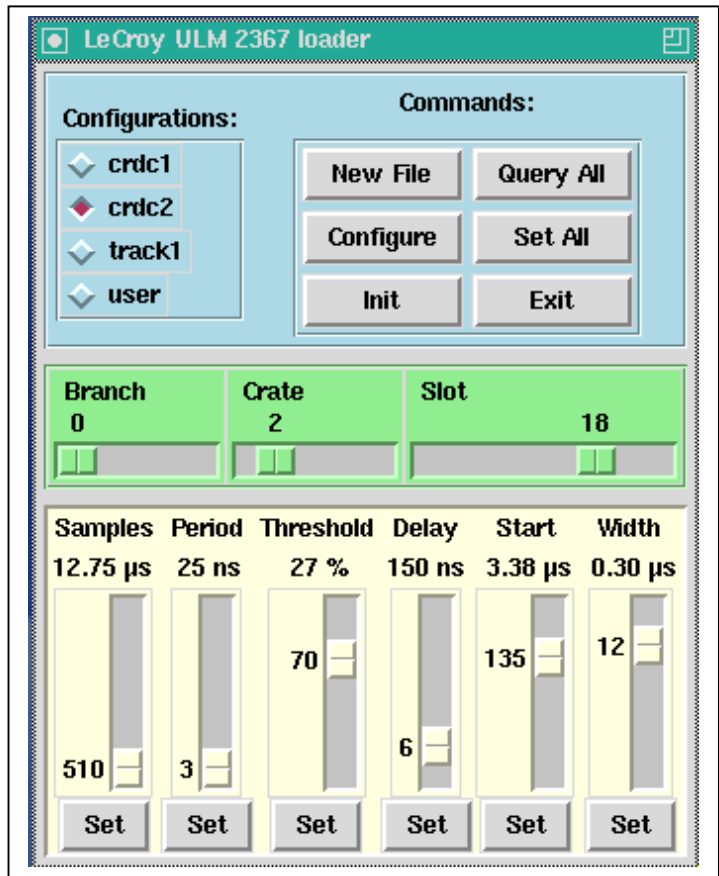 LeCroy ULM 2367 loader
Configurations:
crdc1
crdc2
track1
user
Commands:
New File Query All
Configure Set All
Init Exit
Branch Crate Slot
0 2 18
Samples Period Threshold Delay Start Width
12.75 µs 25 ns 27 % 150 ns 3.38 µs 0.30 µs
510 3 70 6 135 12
Set Set Set Set Set Set